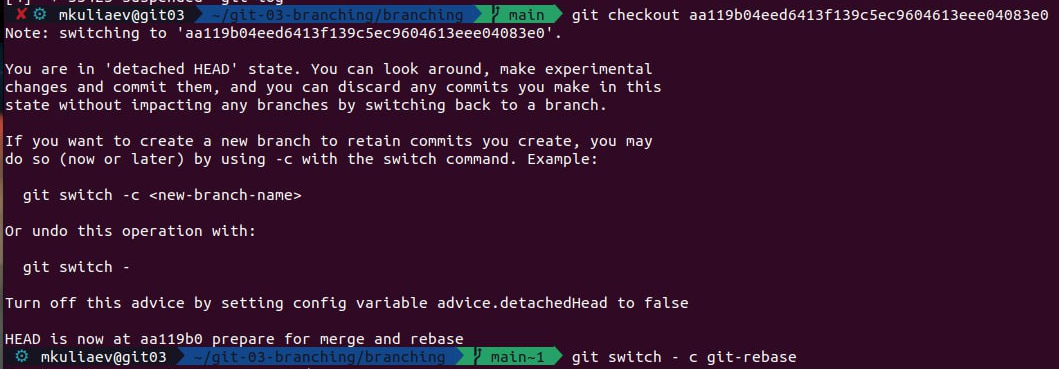 ✘ ⚙ mkuliaev@git03 ~/git-03-branching/branching main git checkout aa119b04eed6413f139c5ec9604613eee04083e0
Note: switching to 'aa119b04eed6413f139c5ec9604613eee04083e0'.
You are in 'detached HEAD' state. You can look around, make experimental
changes and commit them, and you can discard any commits you make in this
state without impacting any branches by switching back to a branch.
If you want to create a new branch to retain commits you create, you may
do so (now or later) by using -c with the switch command. Example:
git switch -c <new-branch-name>
Or undo this operation with:
git switch -
Turn off this advice by setting config variable advice.detachedHead to false
HEAD is now at aa119b0 prepare for merge and rebase
⚙ mkuliaev@git03 ~/git-03-branching/branching main~1 git switch - c git-rebase